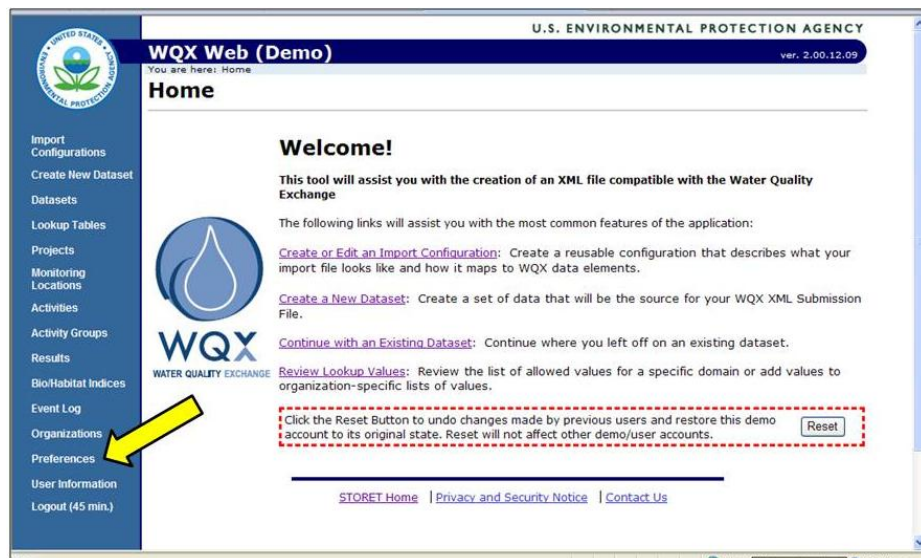 U.S. ENVIRONMENTAL PROTECTION AGENCY
UNITED STATES
ENVIRONMENTAL PROTECTION AGENCY
WQX Web (Demo)
ver. 2.00.12.09
You are here: Home
Home
Import
Configurations
Create New Dataset
Datasets
Lookup Tables
Projects
Monitoring
Locations
Activities
Activity Groups
Results
Bio/Habitat Indices
Event Log
Organizations
Preferences
User Information
Logout (45 min.)
WQX
WATER QUALITY EXCHANGE
Welcome!
This tool will assist you with the creation of an XML file compatible with the Water Quality
Exchange
The following links will assist you with the most common features of the application:
Create or Edit an Import Configuration: Create a reusable configuration that describes what your
import file looks like and how it maps to WQX data elements.
Create a New Dataset: Create a set of data that will be the source for your WQX XML Submission
File.
Continue with an Existing Dataset: Continue where you left off on an existing dataset.
Review Lookup Values: Review the list of allowed values for a specific domain or add values to
organization-specific lists of values.
Click the Reset Button to undo changes made by previous users and restore this demo
account to its original state. Reset will not affect other demo/user accounts.
Reset
STORET Home | Privacy and Security Notice | Contact Us